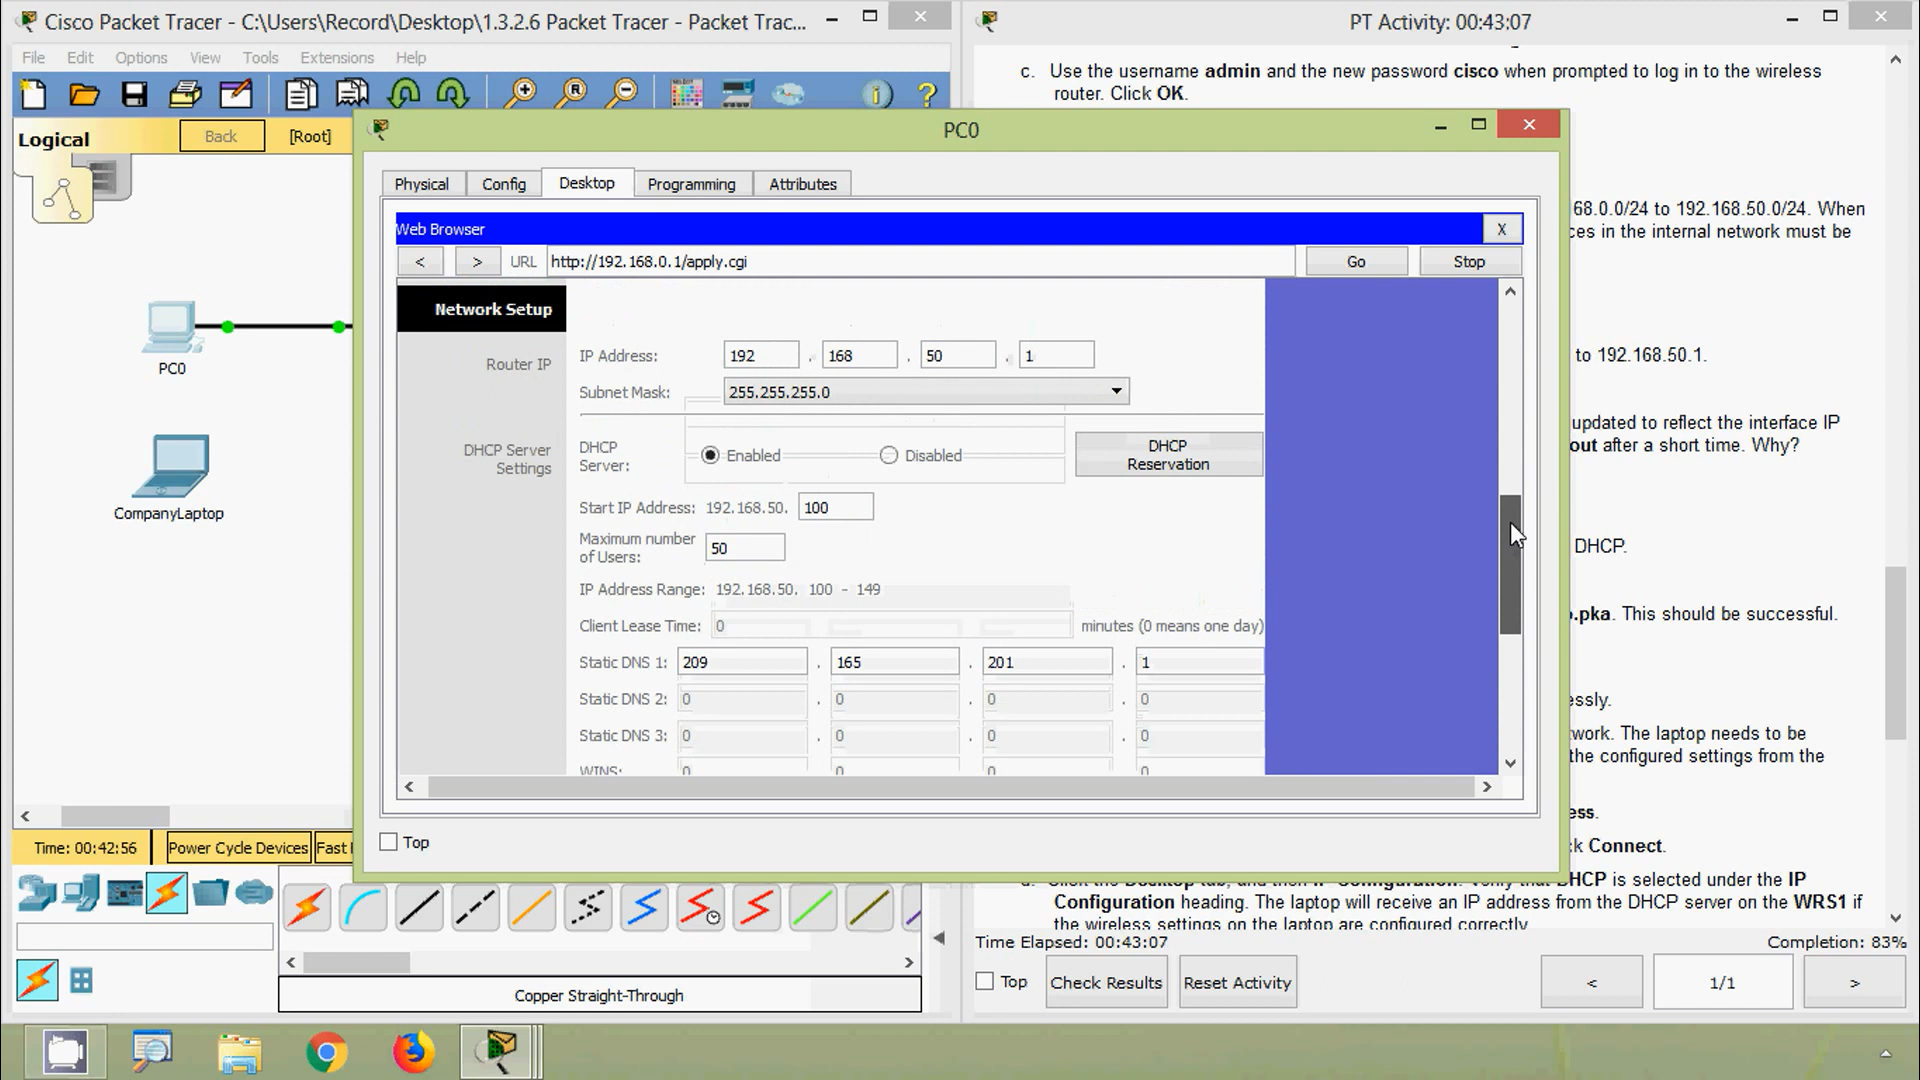 Cisco Packet Tracer - C:\Users\Record\Desktop\1.3.2.6 Packet Tracer - Packet Trac...
File Edit Options View Tools Extensions Help
Logical
Back
[Root]
PC0
CompanyLaptop
Time: 00:42:56
Power Cycle Devices
Fast
Copper Straight-Through
PC0
Physical
Config
Desktop
Programming
Attributes
Web Browser
X
<
>
URL
http://192.168.0.1/apply.cgi
Go
Stop
Network Setup
Router IP
IP Address: 192 . 168 . 50 . 1
Subnet Mask: 255.255.255.0
DHCP Server
Settings
DHCP
Server:
Enabled
Disabled
DHCP
Reservation
Start IP Address: 192.168.50. 100
Maximum number
of Users:
50
IP Address Range: 192.168.50. 100 - 149
Client Lease Time: 0 minutes (0 means one day)
Static DNS 1: 209 . 165 . 201 . 1
Static DNS 2: 0 . 0 . 0 . 0
Static DNS 3: 0 . 0 . 0 . 0
WINS: 0 0 0 0
Top
PT Activity: 00:43:07
c. Use the username admin and the new password cisco when prompted to log in to the wireless
router. Click OK.
68.0.0/24 to 192.168.50.0/24. When
ces in the internal network must be
to 192.168.50.1.
updated to reflect the interface IP
out after a short time. Why?
DHCP.
.pka. This should be successful.
essly.
work. The laptop needs to be
the configured settings from the
ess.
k Connect.
d. Click the Desktop tab, and then IP Configuration. Verify that DHCP is selected under the IP
Configuration heading. The laptop will receive an IP address from the DHCP server on the WRS1 if
the wireless settings on the laptop are configured correctly
Time Elapsed: 00:43:07
Completion: 83%
Top
Check Results
Reset Activity
<
1/1
>